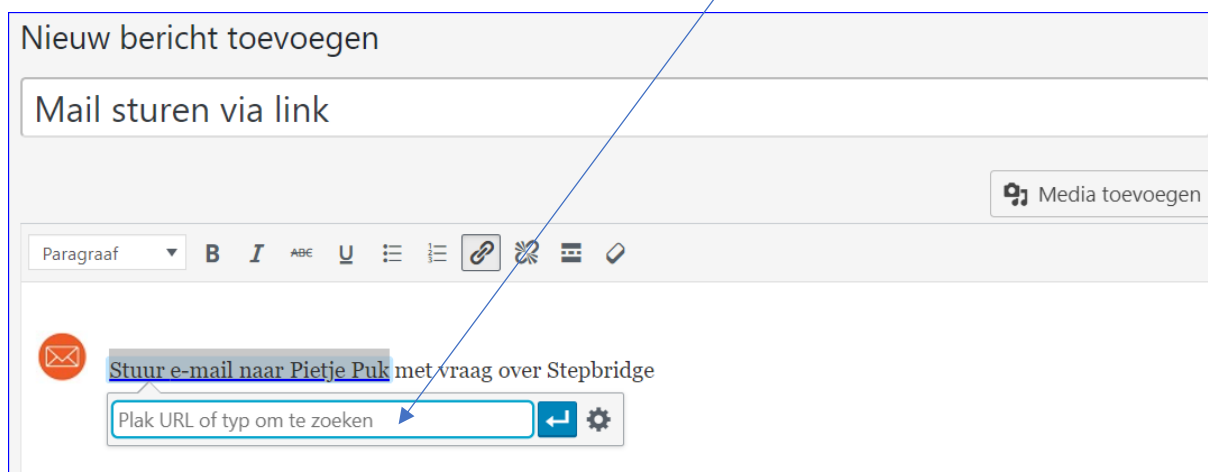 Nieuw bericht toevoegen
Mail sturen via link
Media toevoegen
Paragraaf B I ABC U
Stuur e-mail naar Pietje Puk met vraag over Stepbridge
Plak URL of typ om te zoeken